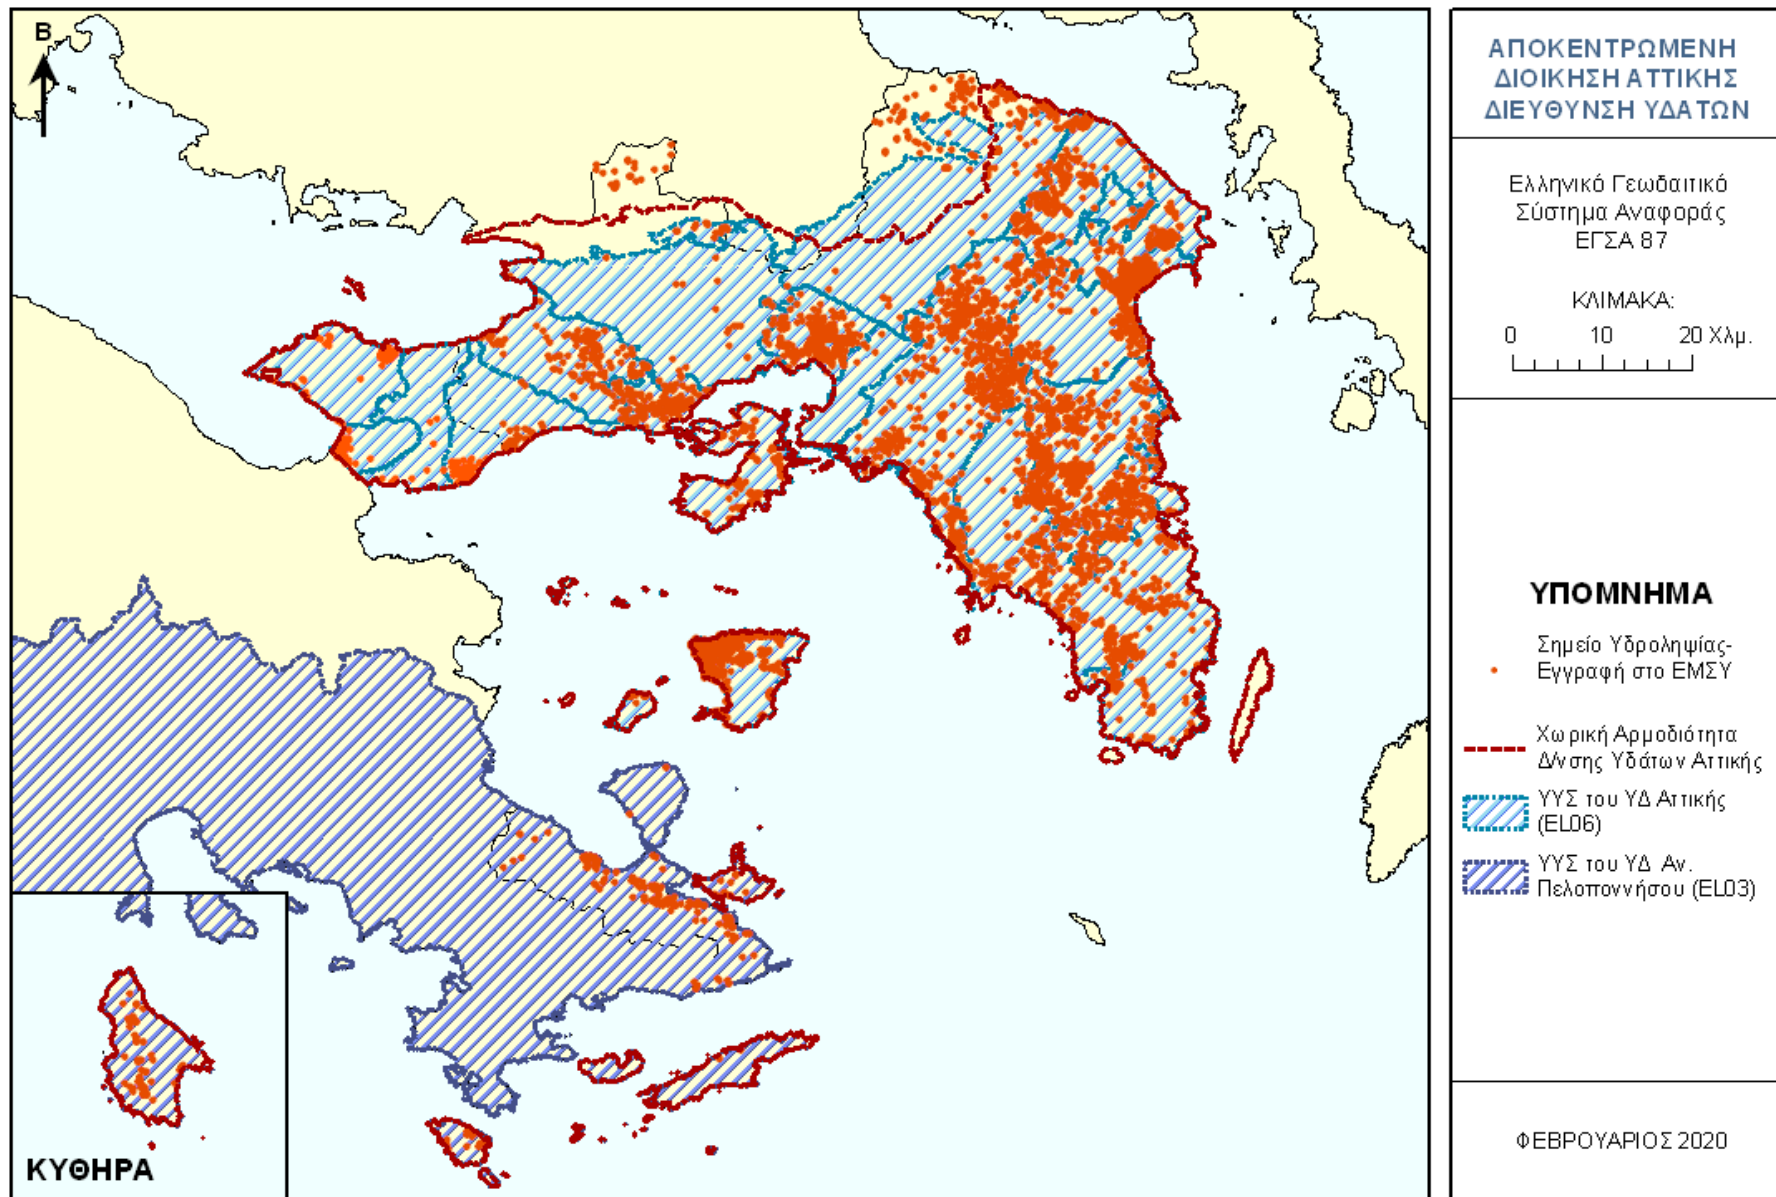 Β
ΚΥΘΗΡΑ
ΑΠΟΚΕΝΤΡΩΜΕΝΗ
ΔΙΟΙΚΗΣΗ ΑΤΤΙΚΗΣ
ΔΙΕΥΘΥΝΣΗ ΥΔΑΤΩΝ
Ελληνικό Γεωδαιτικό
Σύστημα Αναφοράς
ΕΓΣΑ 87
ΚΛΙΜΑΚΑ:
0 10 20 Χλμ.
ΥΠΟΜΝΗΜΑ
Σημείο Υδροληψίας-
Εγγραφή στο ΕΜΣΥ
Χωρική Αρμοδιότητα
Δ/νσης Υδάτων Αττικής
ΥΥΣ του ΥΔ Αττικής
(EL06)
ΥΥΣ του ΥΔ Αν.
Πελοποννήσου (EL03)
ΦΕΒΡΟΥΑΡΙΟΣ 2020